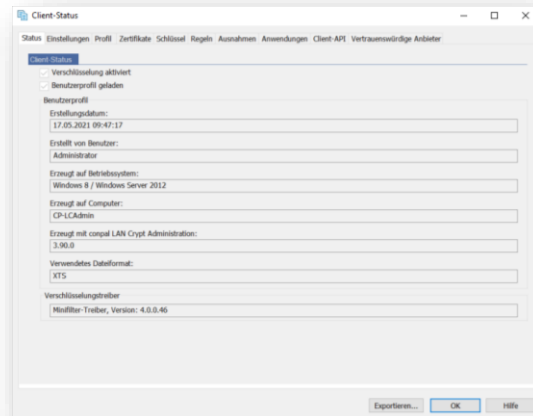 Client-Status
Status Einstellungen Profil Zertifikate Schlüssel Regeln Ausnahmen Anwendungen Client-API Vertrauenswürdige Anbieter
Client-Status
Verschlüsselung aktiviert
Benutzerprofil geladen
Benutzerprofil
Erstellungsdatum:
17.05.2021 09:47:17
Erstellt von Benutzer:
Administrator
Erzeugt auf Betriebssystem:
Windows 8 / Windows Server 2012
Erzeugt auf Computer:
CP-LCAdmin
Erzeugt mit conpal LAN Crypt Administration:
3.90.0
Verwendetes Dateiformat:
XTS
Verschlüsselungstreiber
Minifilter-Treiber, Version: 4.0.0.46
Exportieren... OK Hilfe